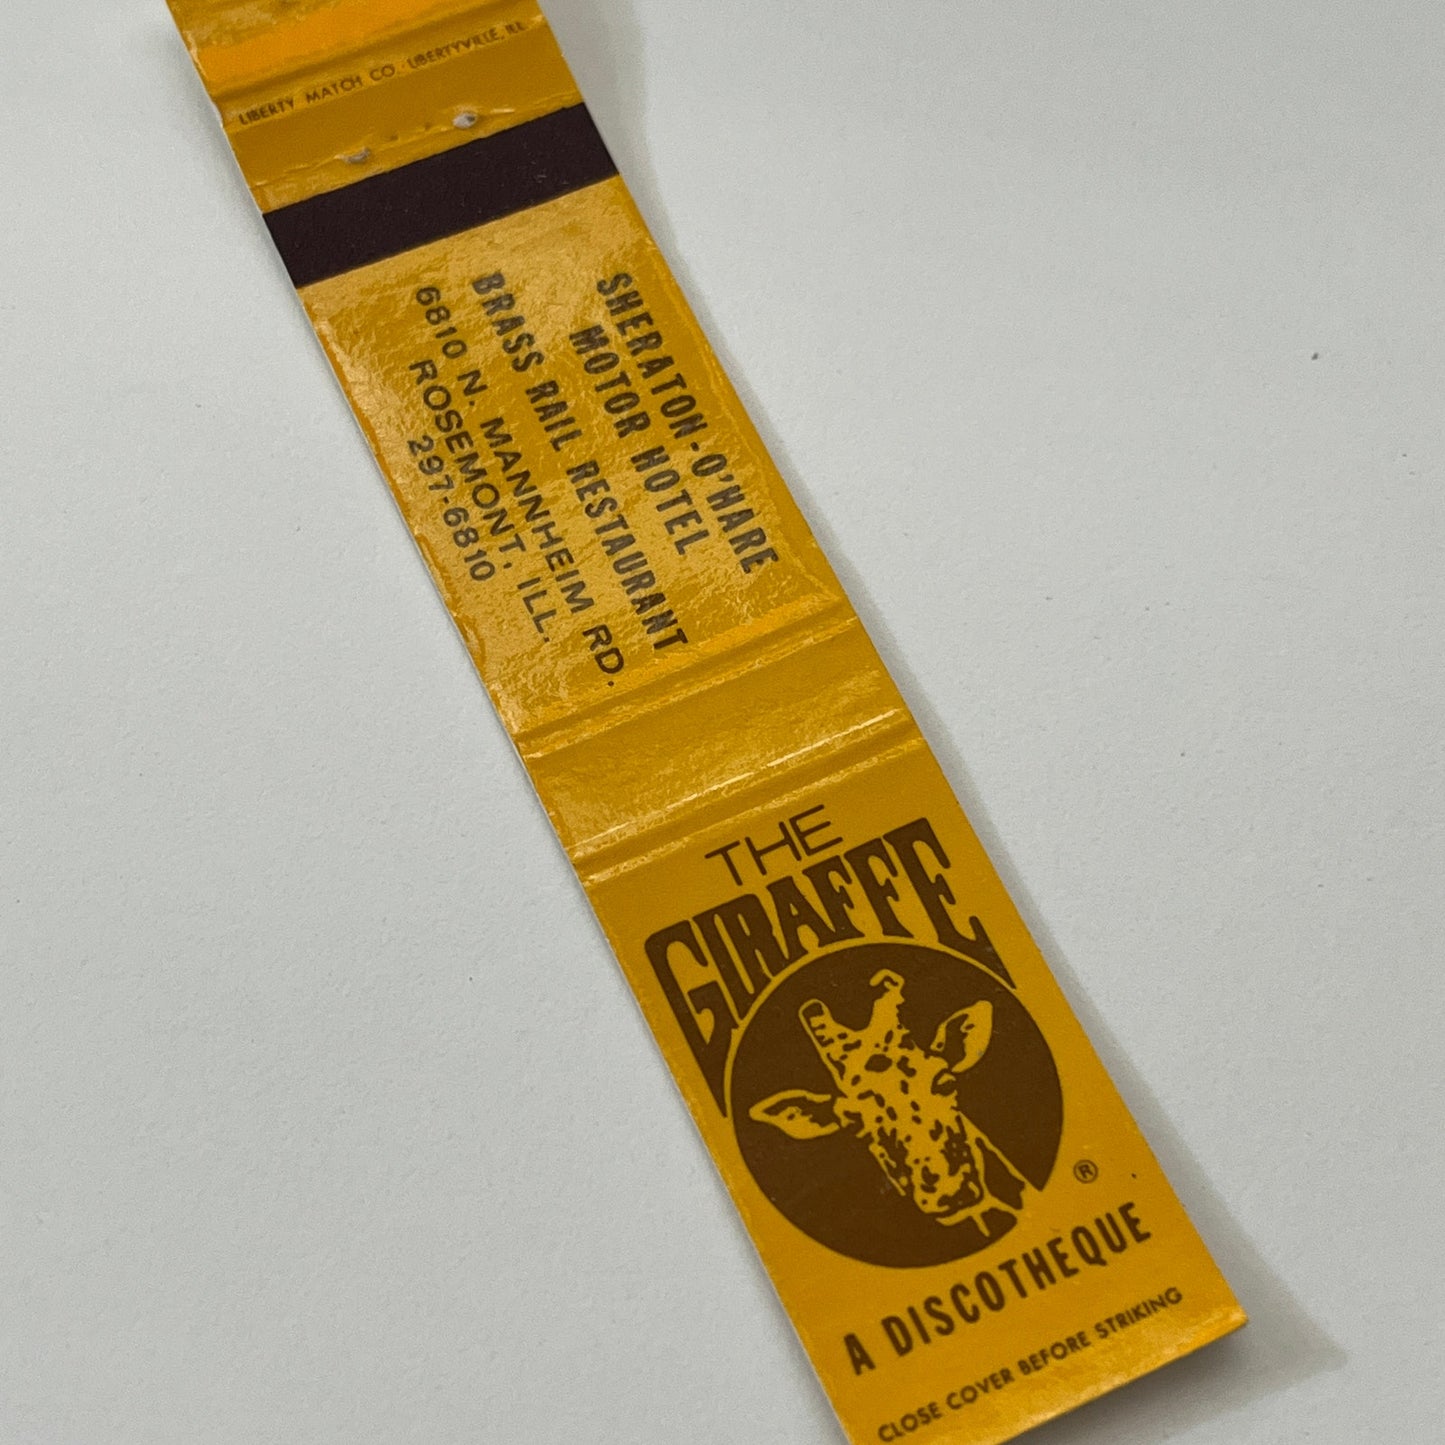 LIBERTY MATCH CO. LIBERTYVILLE, ILL.
SHERATON-O'HARE
MOTOR HOTEL
BRASS RAIL RESTAURANT
6810 N. MANNHEIM RD.
ROSEMONT, ILL.
297-6810
THE
GIRAFFE
®
A DISCOTHEQUE
CLOSE COVER BEFORE STRIKING